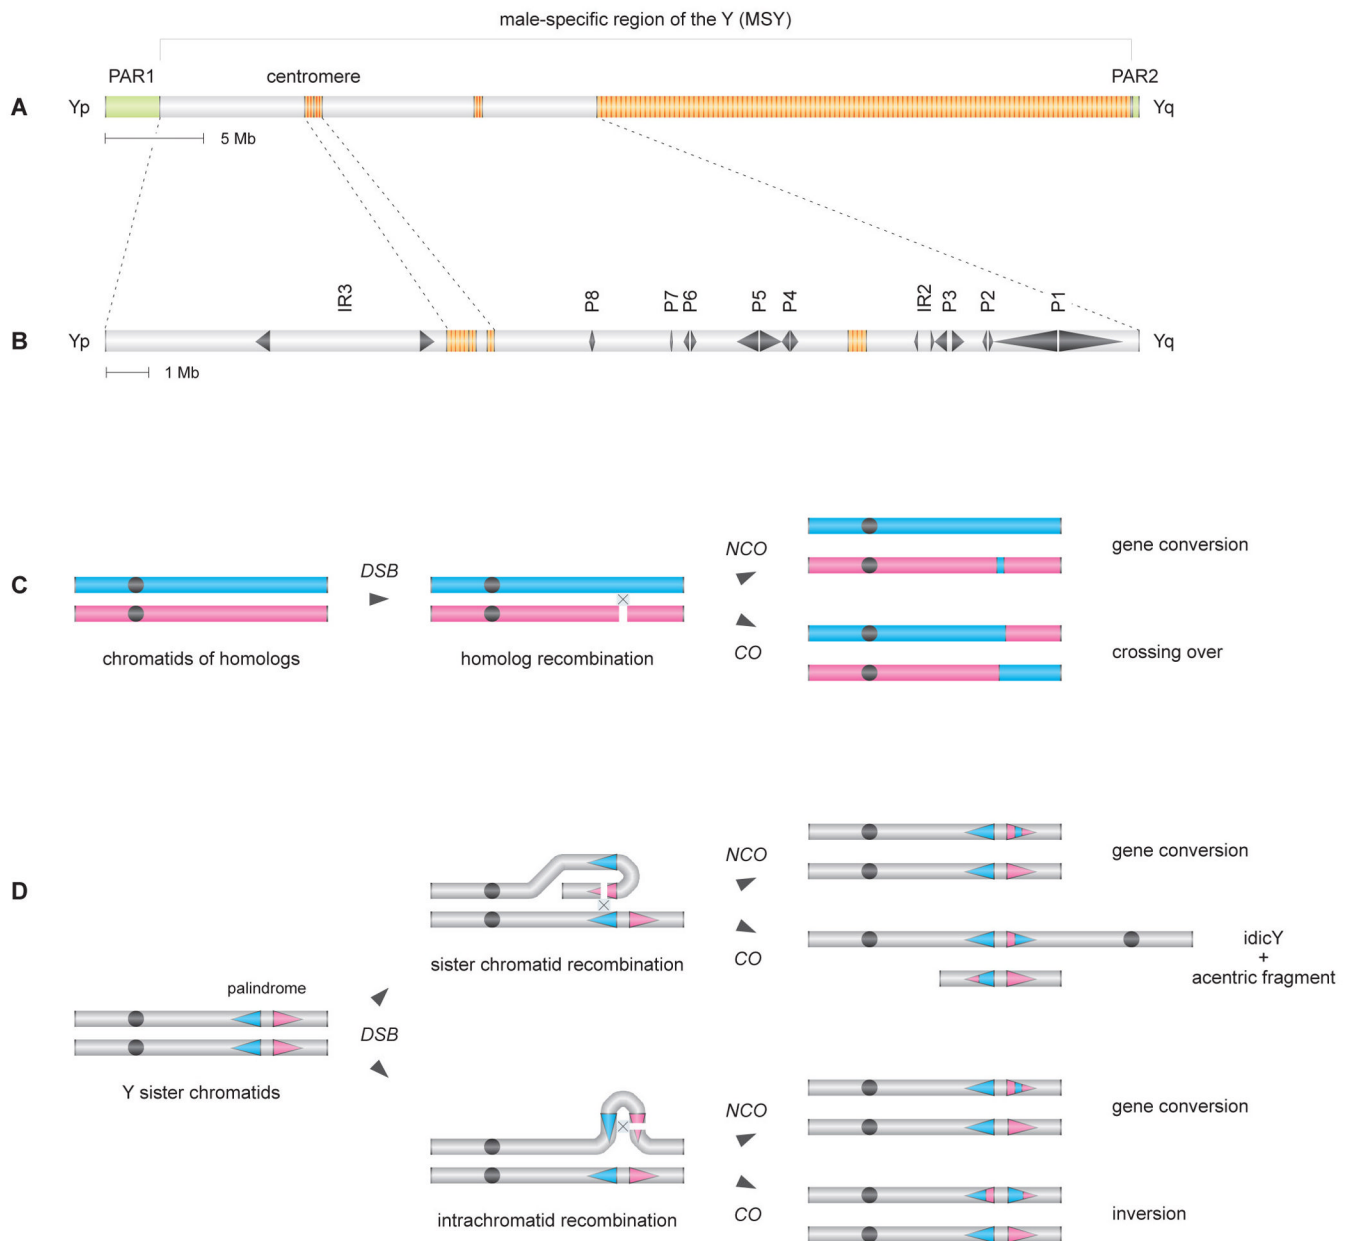 male-specific region of the Y (MSY)
PAR1 centromere PAR2
A Yp Yq
5 Mb
IR3 P8 P7 P6 P5 P4 IR2 P3 P2 P1
B Yp Yq
1 Mb
C
DSB
chromatids of homologs
homolog recombination
NCO
CO
gene conversion
crossing over
D
palindrome
Y sister chromatids
DSB
sister chromatid recombination
NCO
CO
gene conversion
idicY
+
acentric fragment
intrachromatid recombination
NCO
CO
gene conversion
inversion